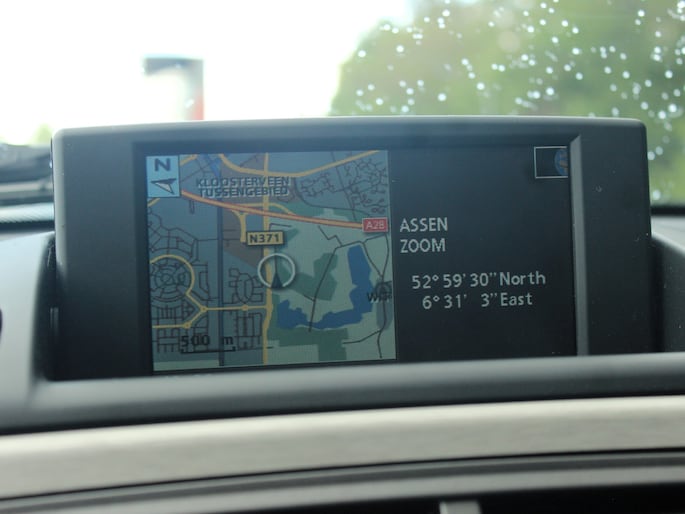 N
KLOOSTERVEEN
TUSSENGEBIED
A28
N371
500 m
ASSEN
ZOOM
52° 59' 30" North
6° 31' 3" East